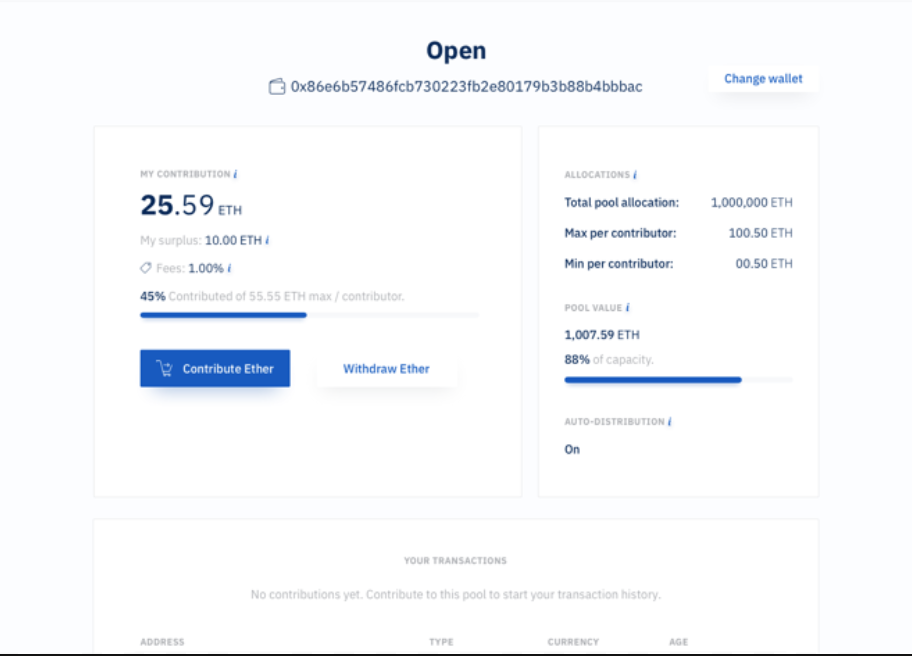 Open
0x86e6b57486fcb730223fb2e80179b3b88b4bbbac
Change wallet
MY CONTRIBUTION i
25.59 ETH
My surplus: 10.00 ETH i
Fees: 1.00% i
45% Contributed of 55.55 ETH max / contributor.
Contribute Ether
Withdraw Ether
ALLOCATIONS i
Total pool allocation: 1,000,000 ETH
Max per contributor: 100.50 ETH
Min per contributor: 00.50 ETH
POOL VALUE i
1,007.59 ETH
88% of capacity.
AUTO-DISTRIBUTION i
On
YOUR TRANSACTIONS
No contributions yet. Contribute to this pool to start your transaction history.
ADDRESS TYPE CURRENCY AGE